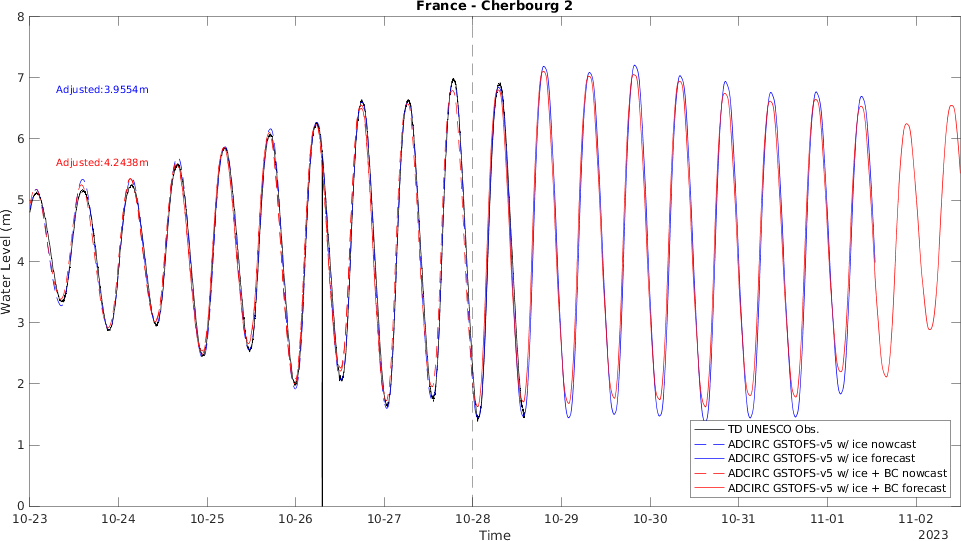 France - Cherbourg 2
8
7
6
5
4
3
2
1
0
Water Level (m)
Adjusted:3.9554m
Adjusted:4.2438m
TD UNESCO Obs.
ADCIRC GSTOFS-v5 w/ ice nowcast
ADCIRC GSTOFS-v5 w/ ice forecast
ADCIRC GSTOFS-v5 w/ ice + BC nowcast
ADCIRC GSTOFS-v5 w/ ice + BC forecast
10-23 10-24 10-25 10-26 10-27 10-28 10-29 10-30 10-31 11-01 11-02
Time
2023